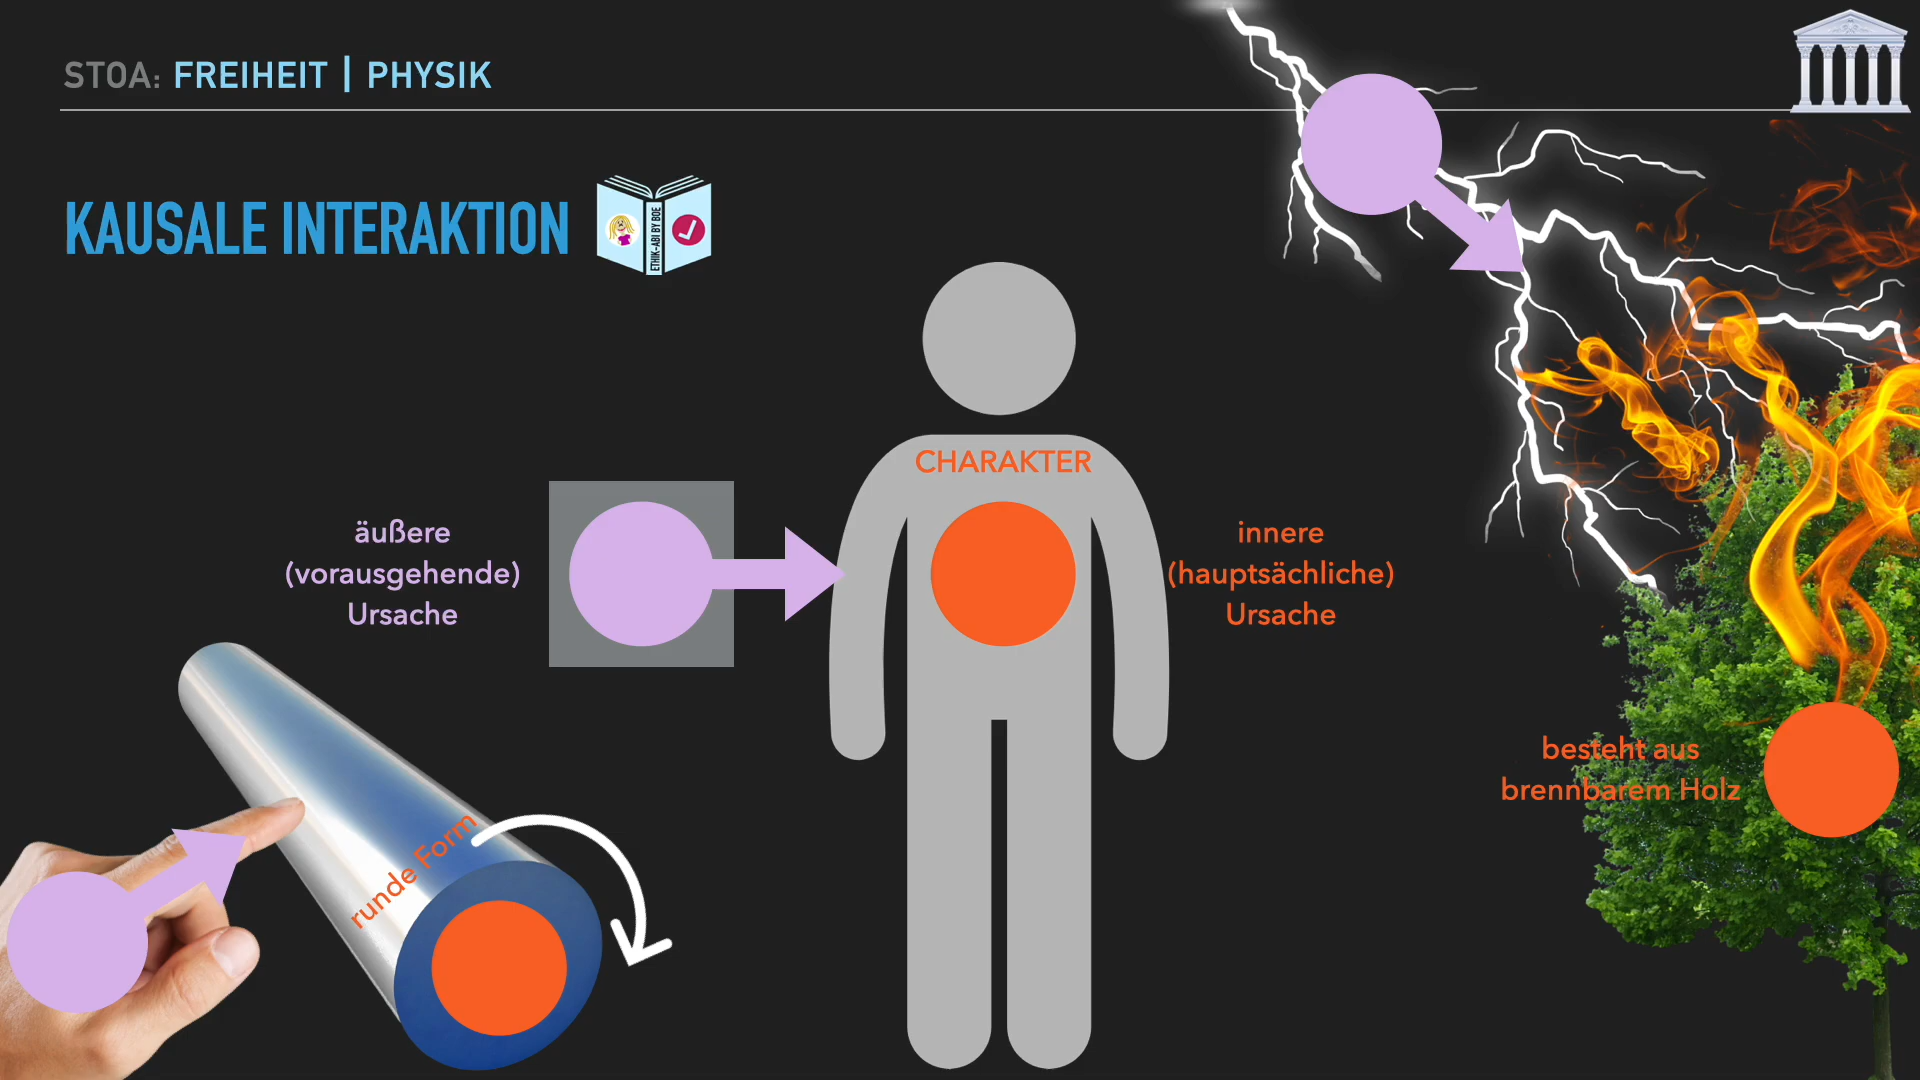 STOA: FREIHEIT | PHYSIK
KAUSALE INTERAKTION
ETHIK-ABI BY BOE
CHARAKTER
äußere
(vorausgehende)
Ursache
innere
(hauptsächliche)
Ursache
besteht aus
brennbarem Holz
runde Form